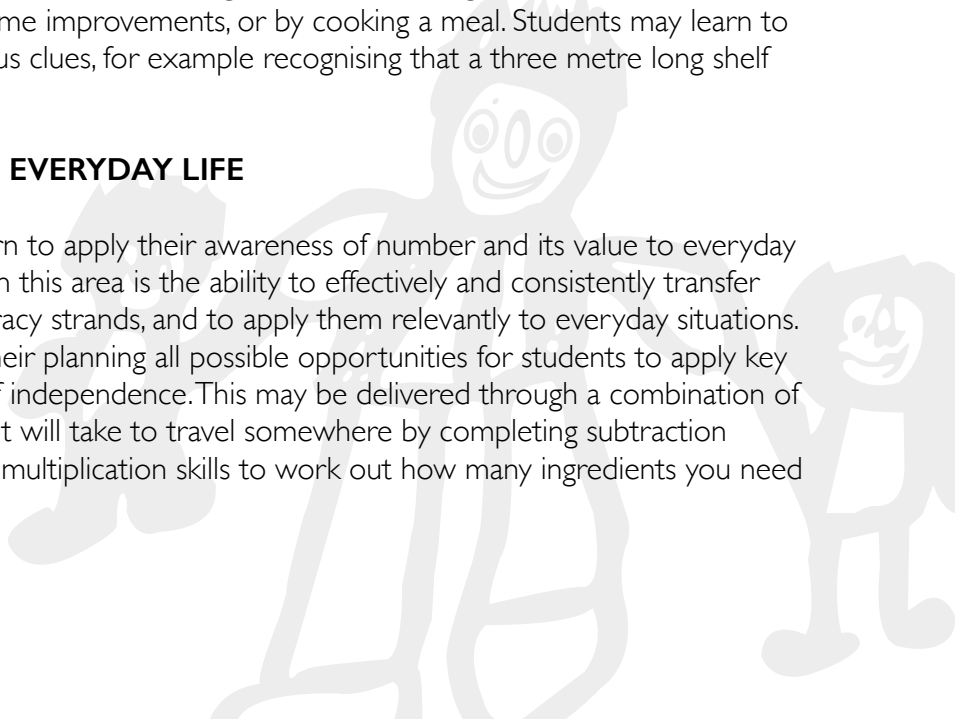 me improvements, or by cooking a meal. Students may learn to
us clues, for example recognising that a three metre long shelf
EVERYDAY LIFE
rn to apply their awareness of number and its value to everyday
n this area is the ability to effectively and consistently transfer
racy strands, and to apply them relevantly to everyday situations.
heir planning all possible opportunities for students to apply key
f independence. This may be delivered through a combination of
t will take to travel somewhere by completing subtraction
multiplication skills to work out how many ingredients you need